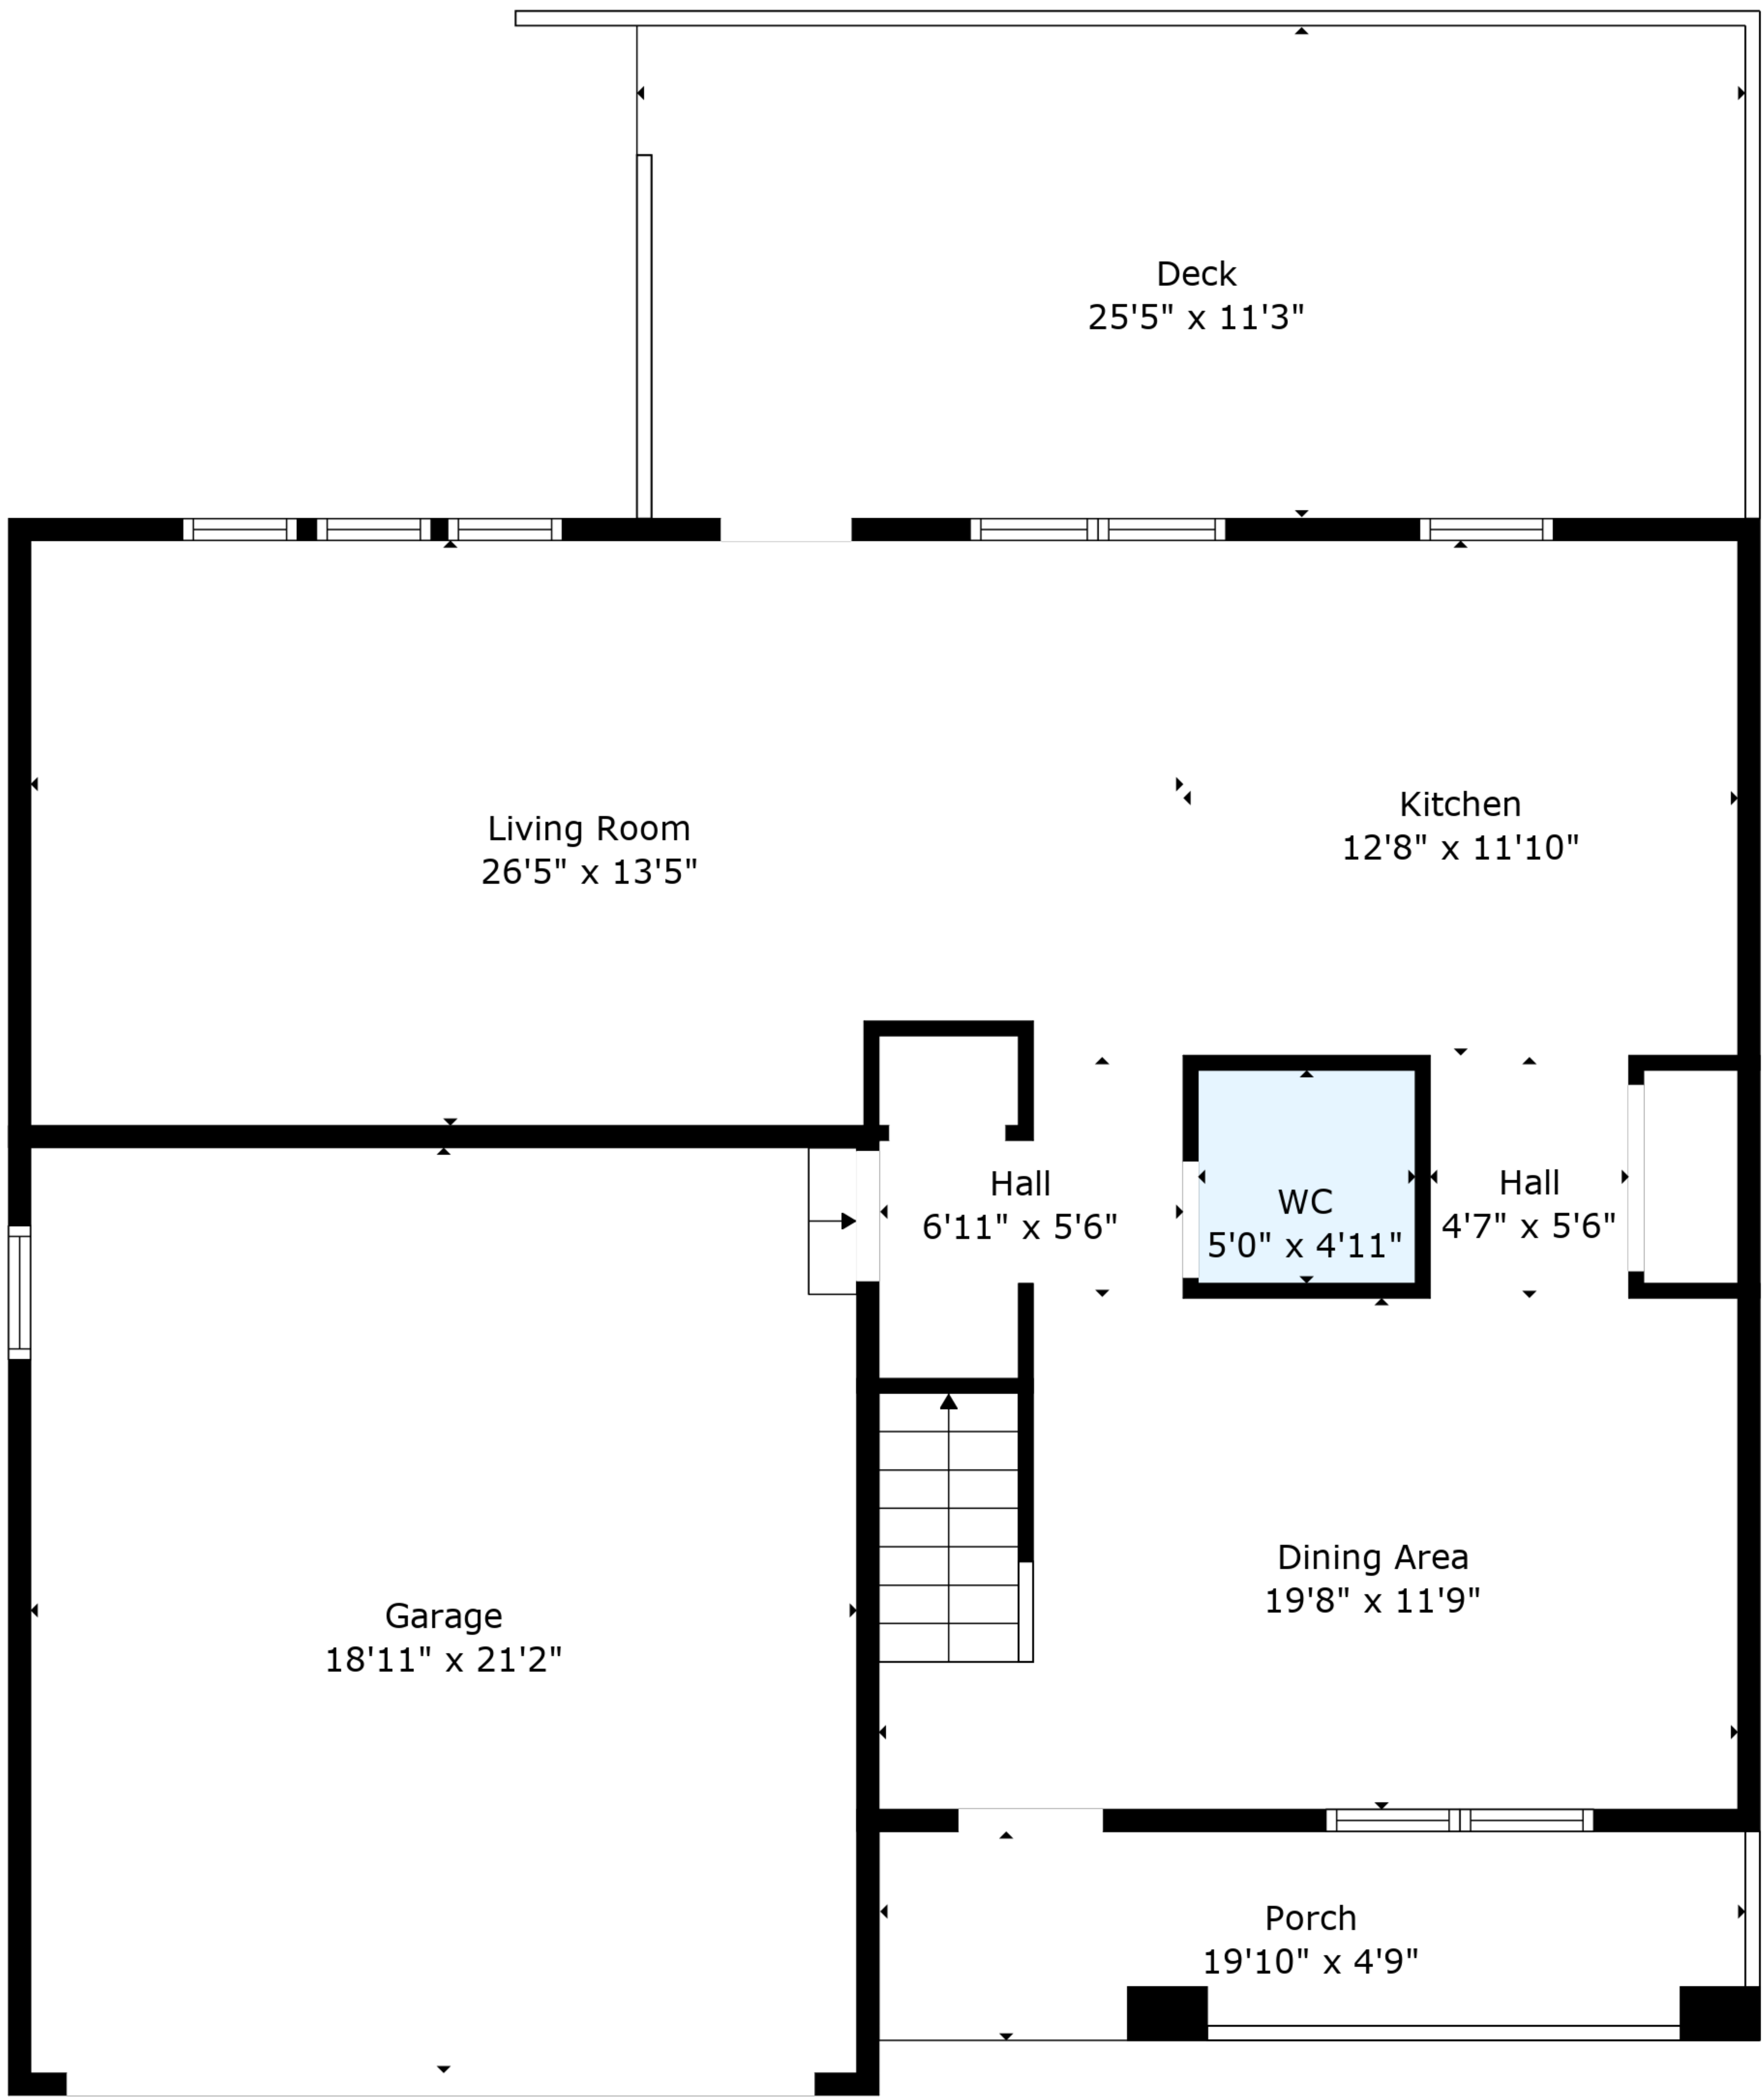 Deck
25'5" x 11'3"
Living Room
26'5" x 13'5"
Kitchen
12'8" x 11'10"
Hall
6'11" x 5'6"
WC
5'0" x 4'11"
Hall
4'7" x 5'6"
Dining Area
19'8" x 11'9"
Garage
18'11" x 21'2"
Porch
19'10" x 4'9"